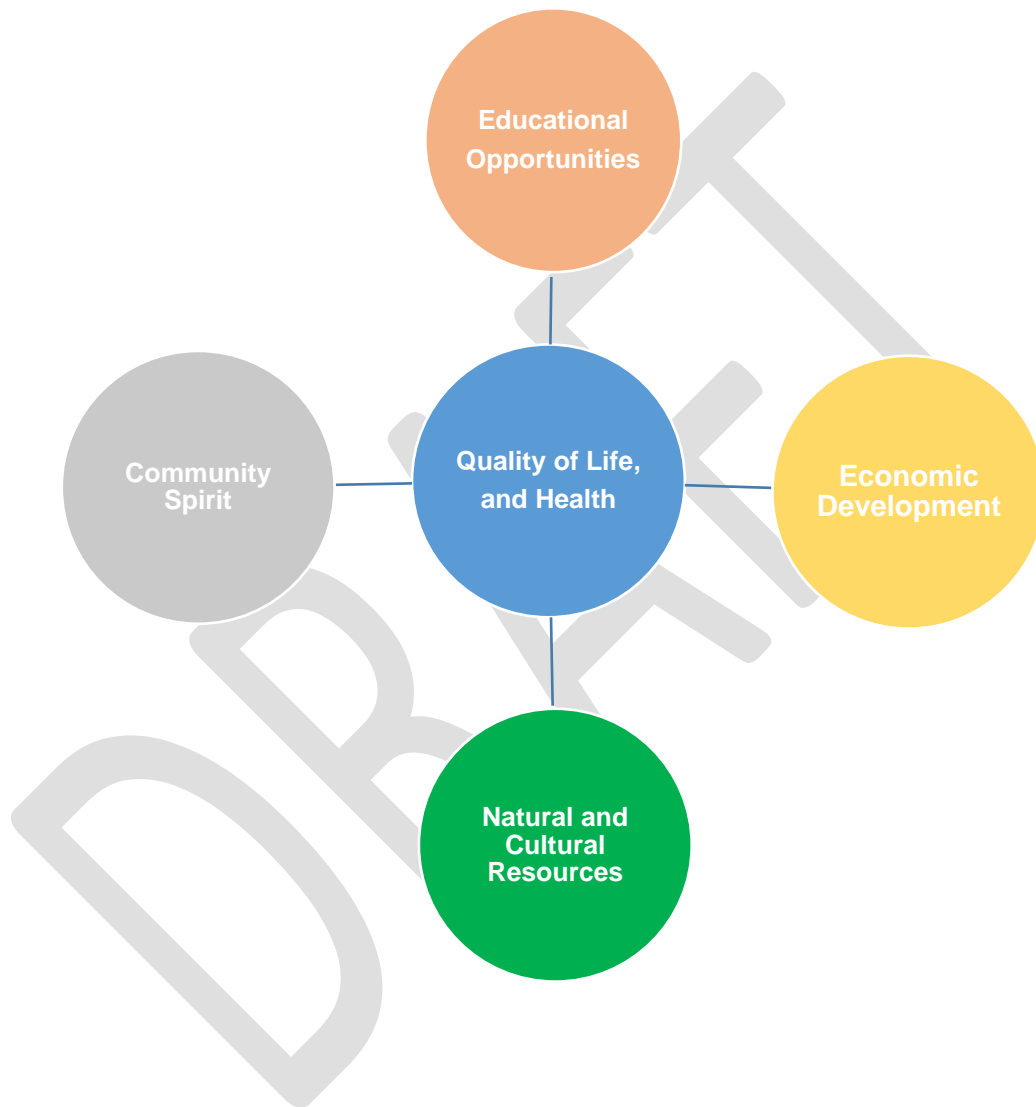 Educational
Opportunities
Community
Spirit
Quality of Life,
and Health
Economic
Development
Natural and
Cultural
Resources
DRAFT